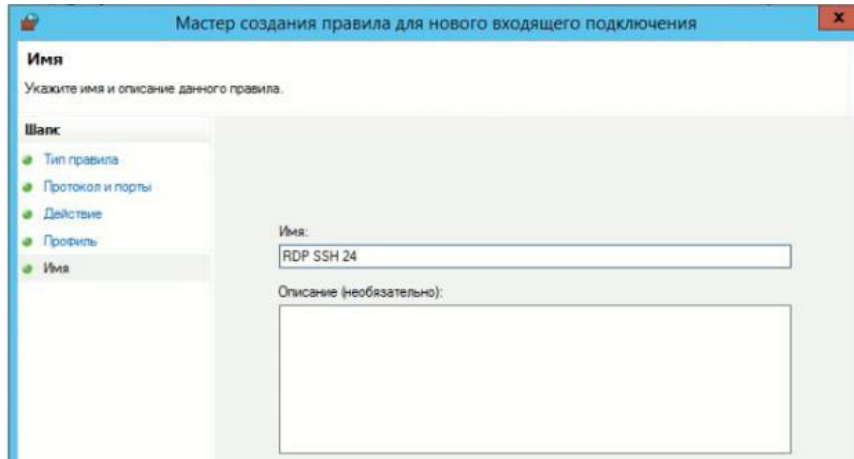 Мастер создания правила для нового входящего подключения
x
Имя
Укажите имя и описание данного правила.
Шаги:
Тип правила
Протокол и порты
Действие
Профиль
Имя
Имя:
RDP SSH 24
Описание (необязательно):